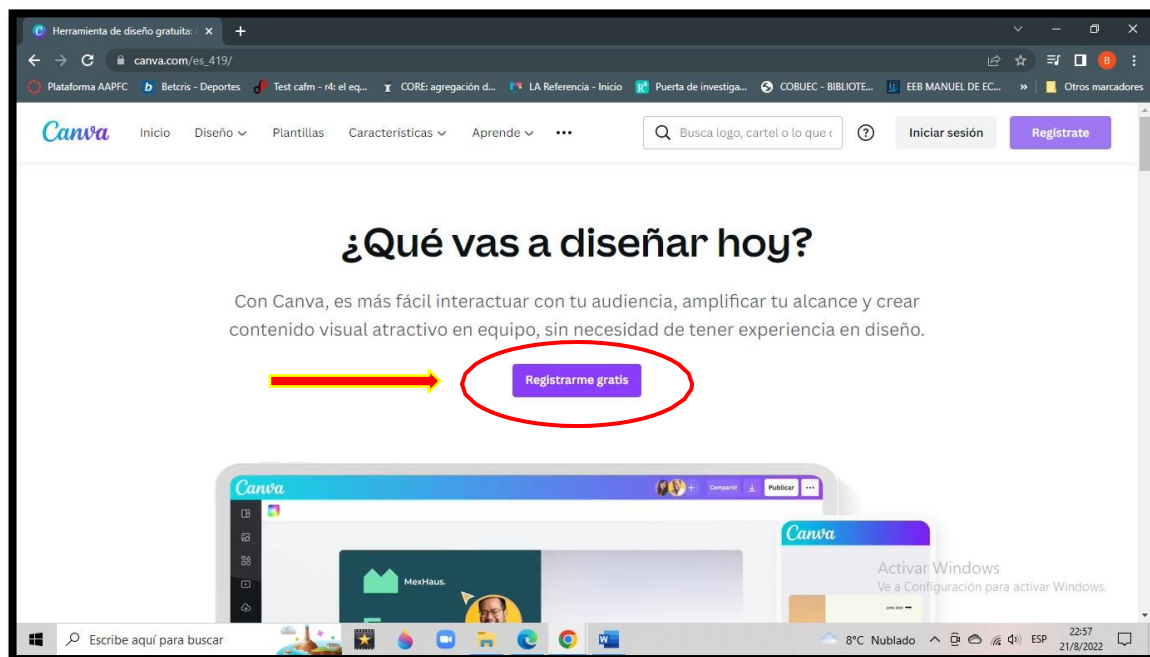 Herramienta de diseño gratuita:
canva.com/es_419/
B
Plataforma AAPFC
Betcris - Deportes
Test cafm - r4: el eq...
CORE: agregación d...
LA Referencia - Inicio
Puerta de investiga...
COBUEC - BIBLIOTE...
EEB MANUEL DE EC...
»
Otros marcadores
Canva
Inicio
Diseño
Plantillas
Características
Aprende
Busca logo, cartel o lo que
Iniciar sesión
Regístrate
¿Qué vas a diseñar hoy?
Con Canva, es más fácil interactuar con tu audiencia, amplificar tu alcance y crear
contenido visual atractivo en equipo, sin necesidad de tener experiencia en diseño.
Registrarme gratis
Canva
Compartir
Publicar
Canva
MexHaus.
Activar Windows
Ve a Configuración para activar Windows.
Escribe aquí para buscar
8°C Nublado
ESP
22:57
21/8/2022